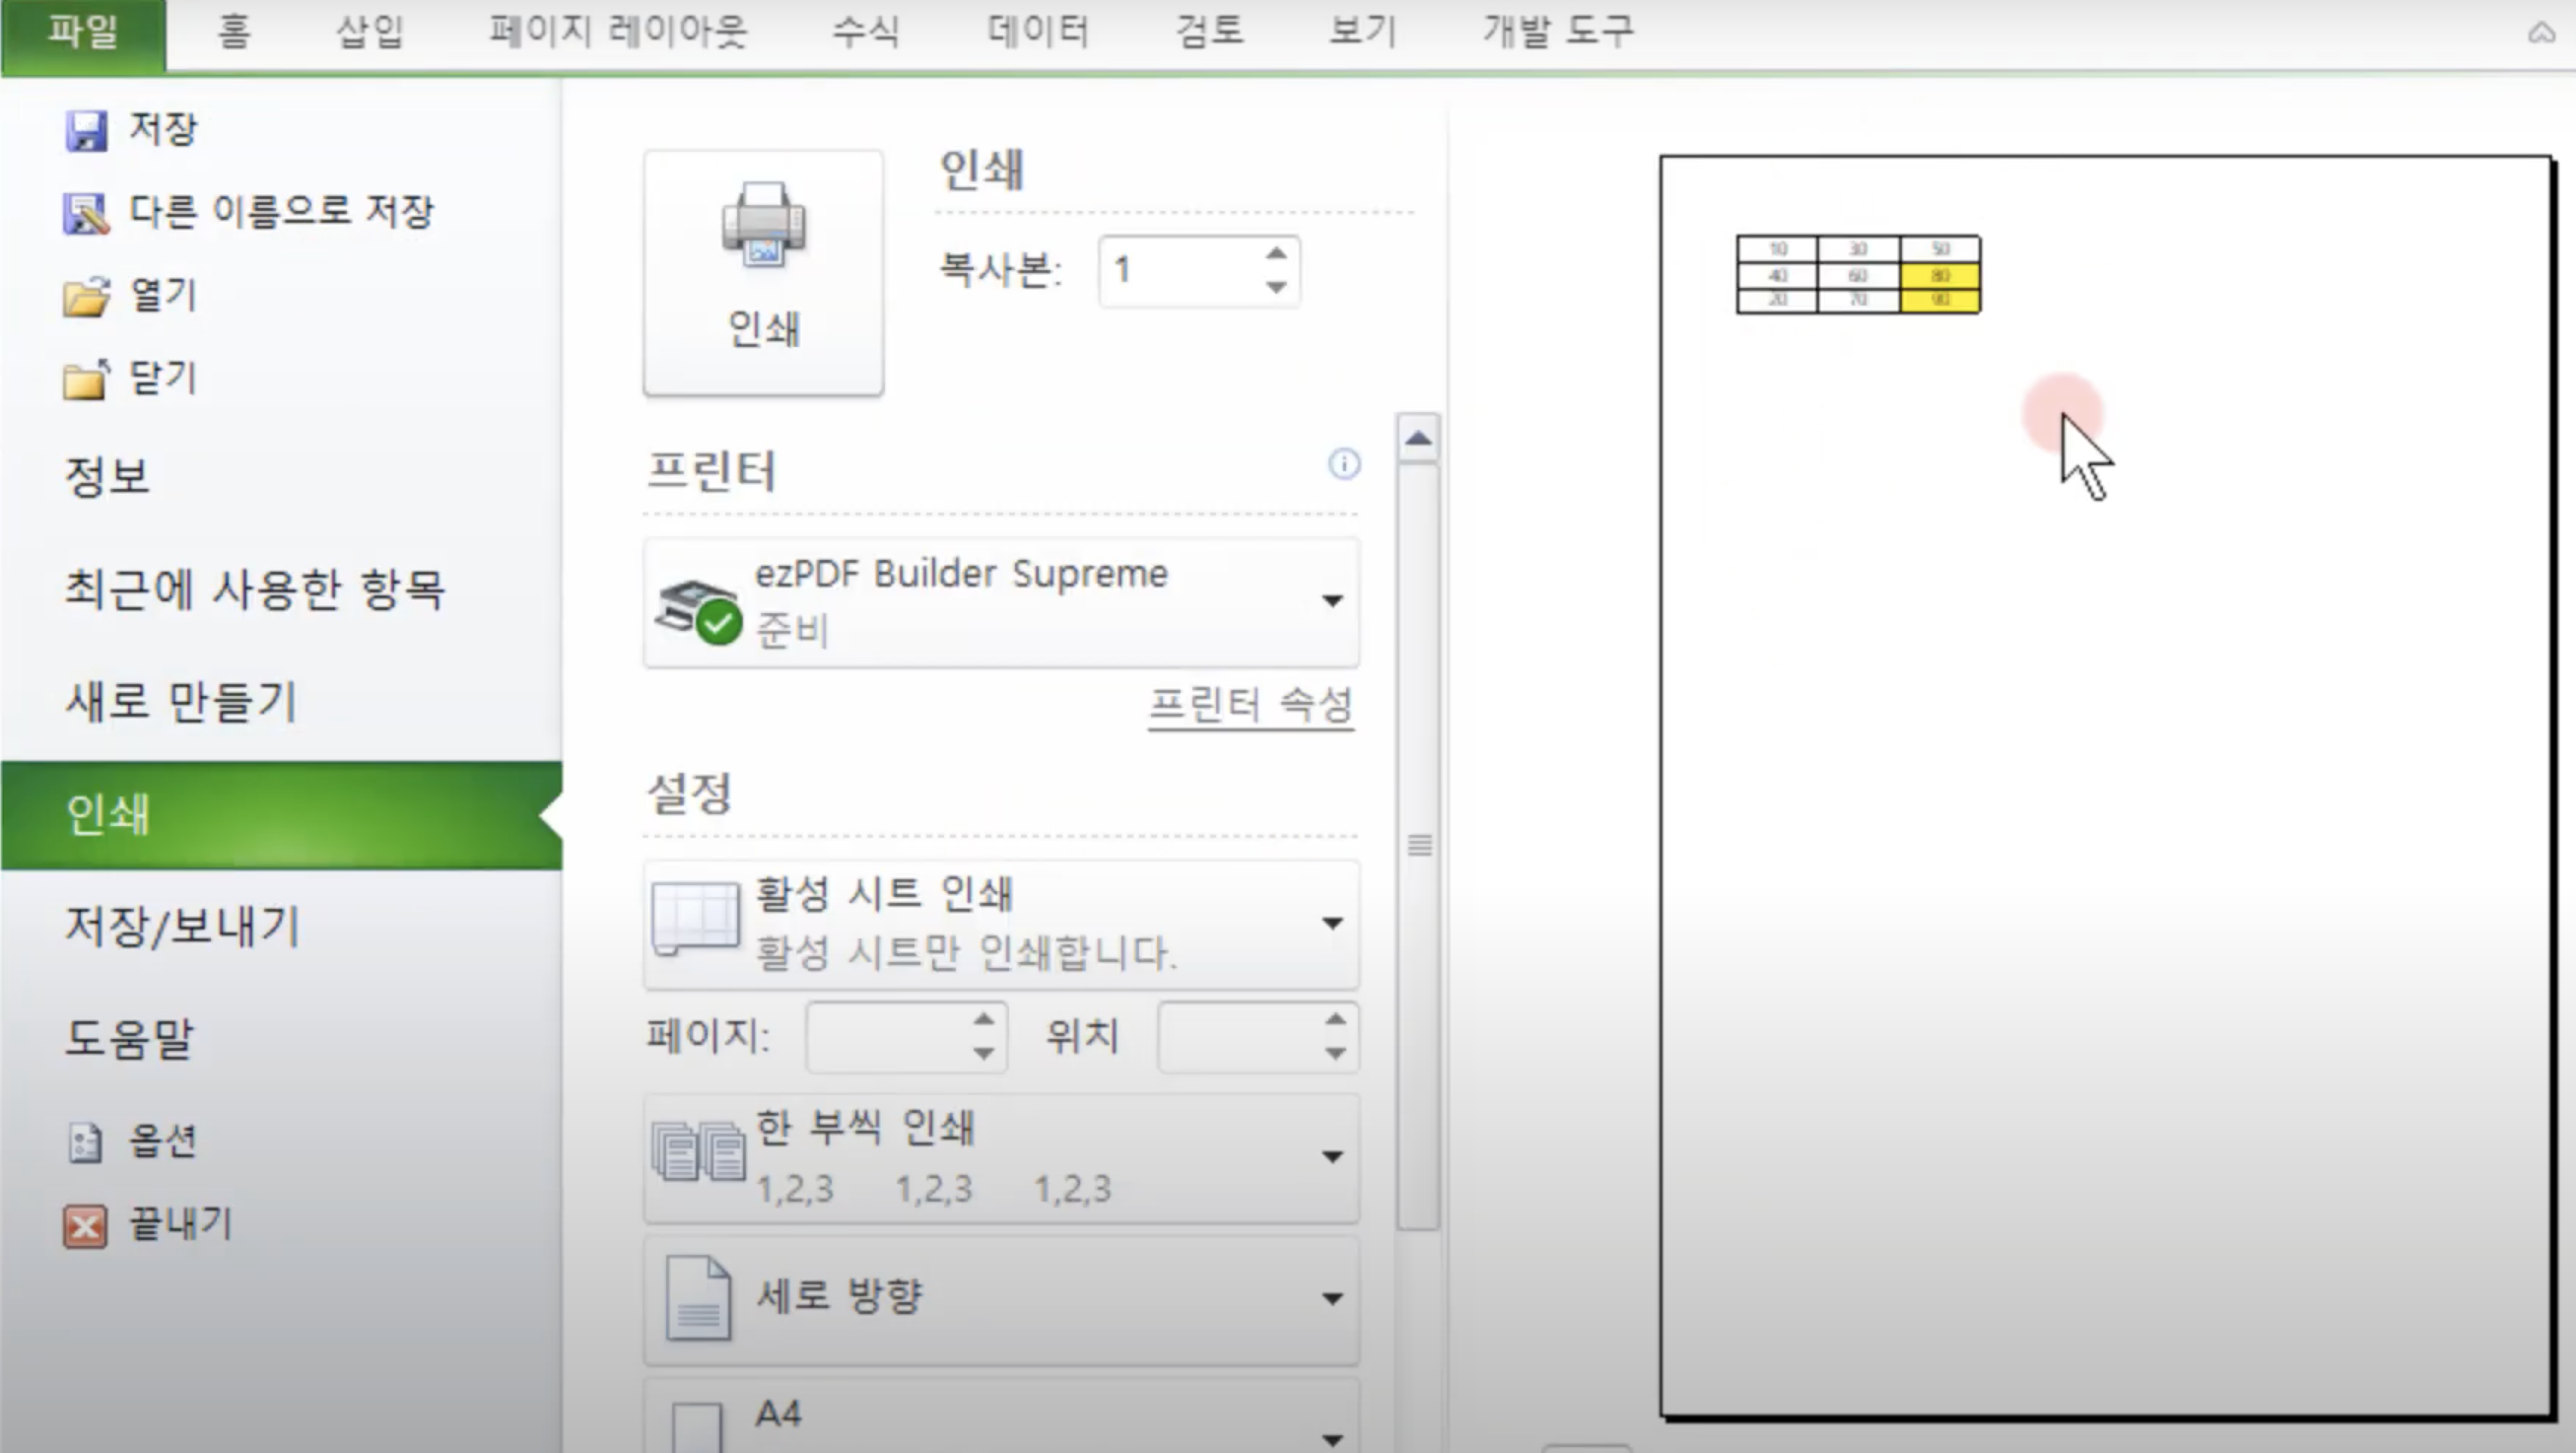 파일 홈 삽입 페이지 레이아웃 수식 데이터 검토 보기 개발 도구
저장
다른 이름으로 저장
열기
닫기
정보
최근에 사용한 항목
새로 만들기
인쇄
저장/보내기
도움말
옵션
끝내기
인쇄
인쇄
복사본: 1
프린터
ezPDF Builder Supreme
준비
프린터 속성
설정
활성 시트 인쇄
활성 시트만 인쇄합니다.
페이지: 위치
한 부씩 인쇄
1,2,3 1,2,3 1,2,3
세로 방향
A4
10 30 50
40 60 80
20 70 90